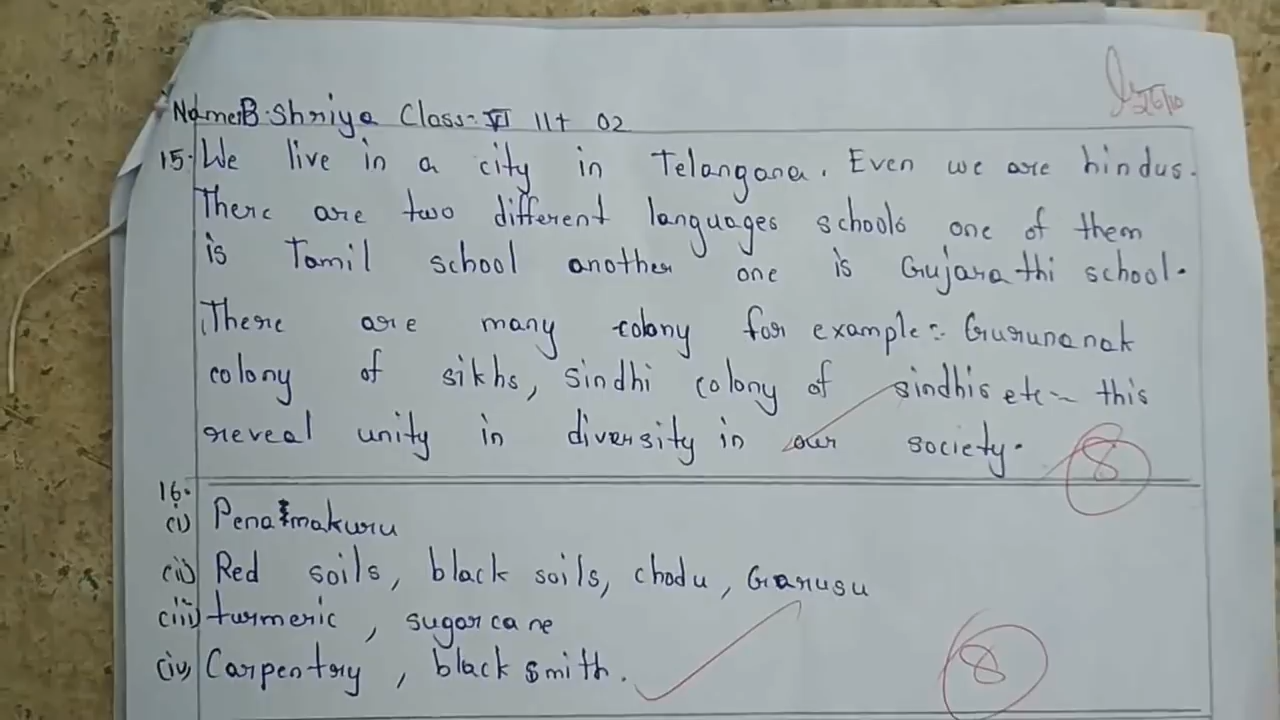 Name:B.Shriya Class:- VI 11+ 02
15. We live in a city in Telangana. Even we are hindus.
There are two different languages schools one of them
is Tamil school another one is Gujarathi school.
There are many colony for example:- Gurunanak
colony of sikhs, sindhi colony of sindhis etc- this
reveal unity in diversity in our society.
8
16.
(i) Penamakuru
(ii) Red soils, black soils, chodu, Garusu
(iii) turmeric, sugarcane
(iv) Carpentry, black smith.
8